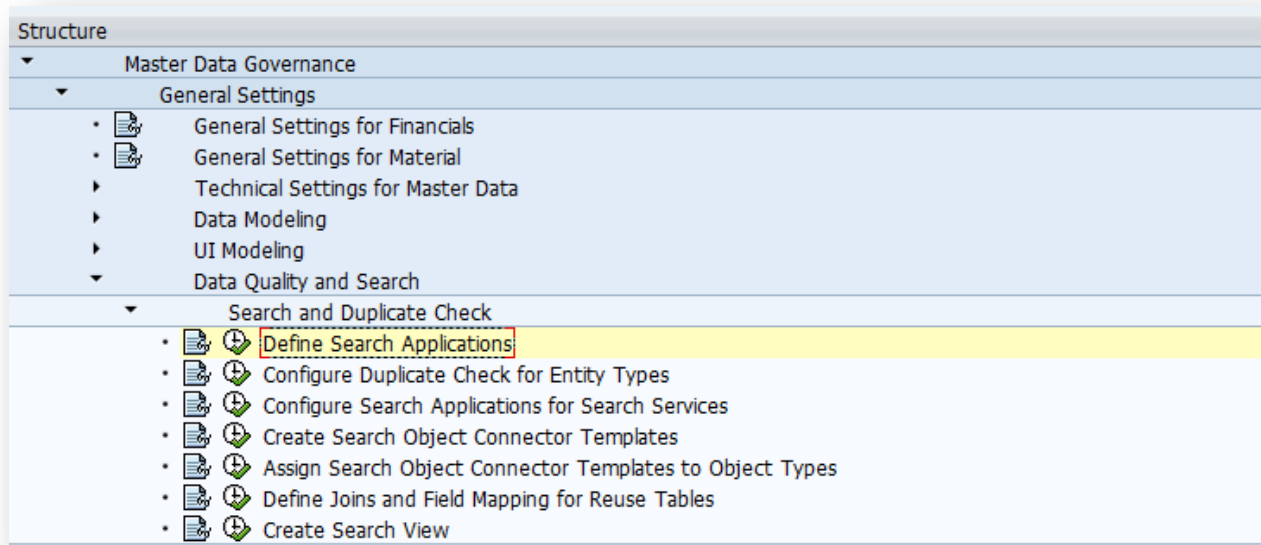 Structure
Master Data Governance
General Settings
General Settings for Financials
General Settings for Material
Technical Settings for Master Data
Data Modeling
UI Modeling
Data Quality and Search
Search and Duplicate Check
Define Search Applications
Configure Duplicate Check for Entity Types
Configure Search Applications for Search Services
Create Search Object Connector Templates
Assign Search Object Connector Templates to Object Types
Define Joins and Field Mapping for Reuse Tables
Create Search View